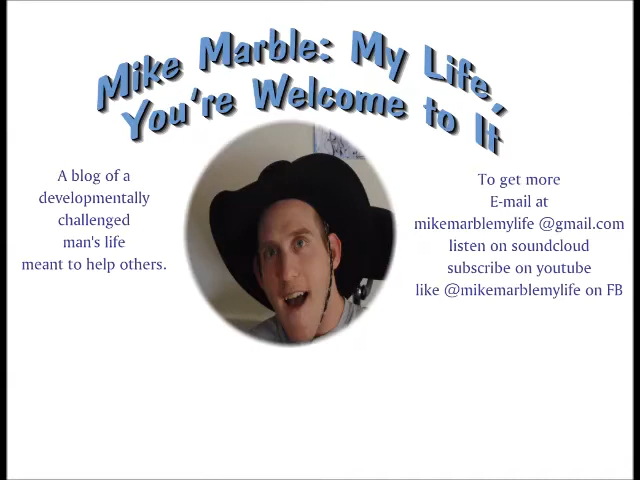 Mike Marble: My Life,
You're Welcome to It
A blog of a
developmentally
challenged
man's life
meant to help others.
To get more
E-mail at
mikemarblemylife @gmail.com
listen on soundcloud
subscribe on youtube
like @mikemarblemylife on FB